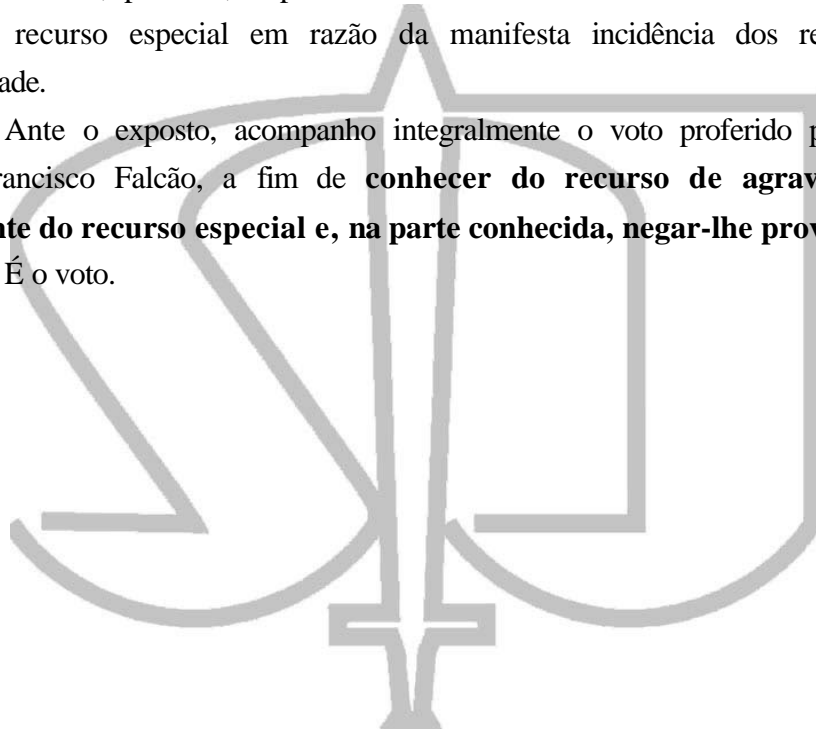 recurso especial em razão da manifesta incidência dos re
ade.
Ante o exposto, acompanho integralmente o voto proferido p
rancisco Falcão, a fim de conhecer do recurso de agrav
nte do recurso especial e, na parte conhecida, negar-lhe prov
É o voto.